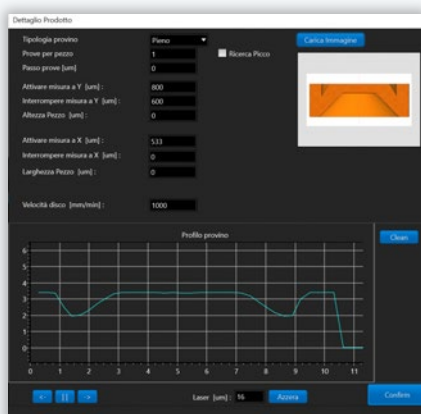 Dettaglio Prodotto
Tipologia provino Pieno Carica Immagine
Prove per pezzo 1 Ricerca Picco
Passo prove [um] 0
Attivare misura a Y [um] : 800
Interrompere misura a Y [um] : 600
Altezza Pezzo [um] : 0
Attivare misura a X [um] : 533
Interrompere misura a X [um] : 0
Larghezza Pezzo [um] : 0
Velocità disco [mm/min] : 1000
Profilo provino Clean
6
5
4
3
2
1
0
0 1 2 3 4 5 6 7 8 9 10 11
<- || -> Laser [um] : 16 Azzera Confirm